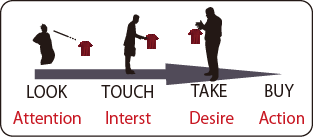 LOOK TOUCH TAKE BUY
Attention Interst Desire Action